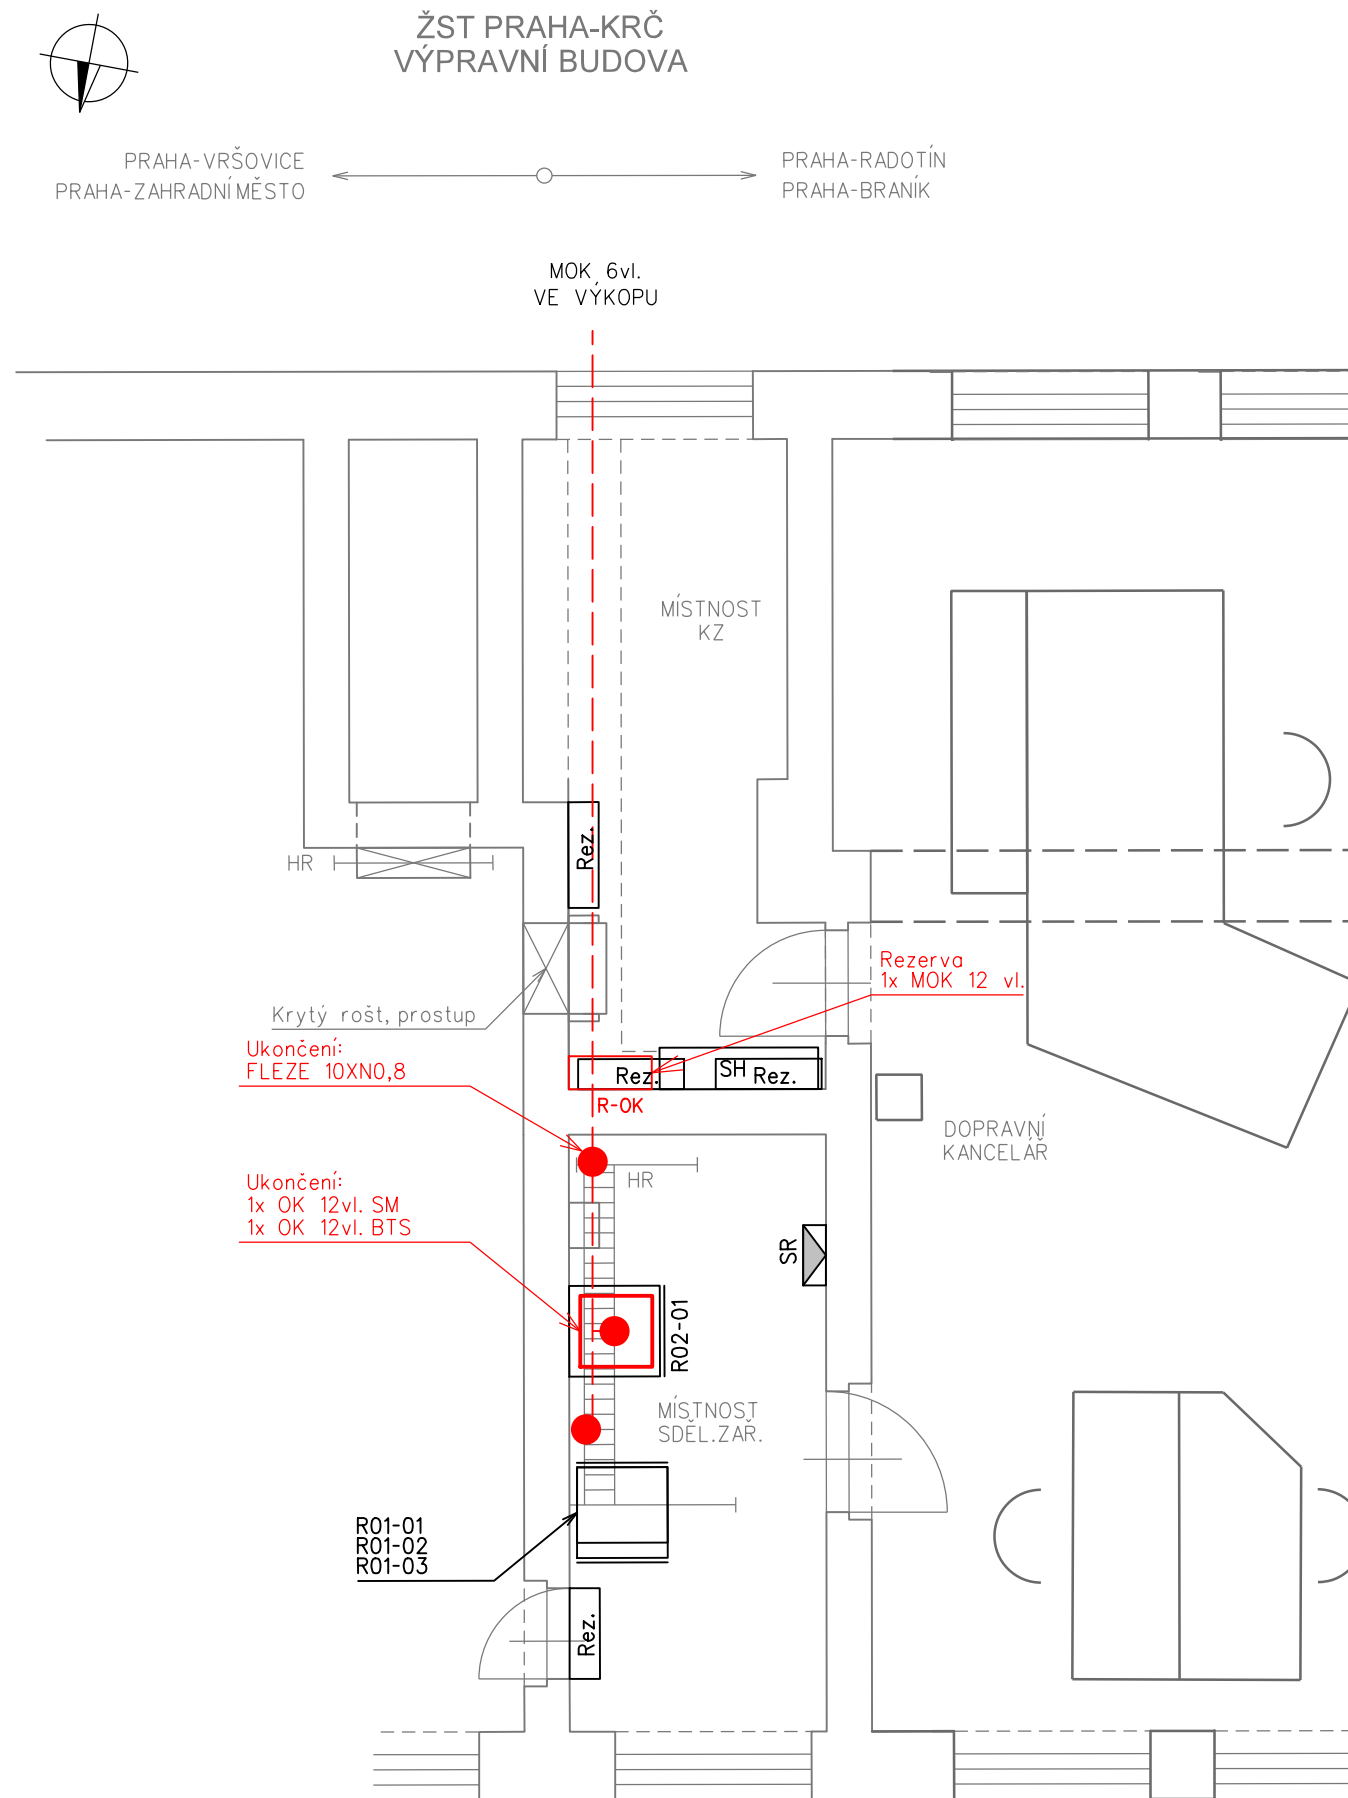 ŽST PRAHA-KRČ
VÝPRAVNÍ BUDOVA
PRAHA-VRŠOVICE
PRAHA-ZAHRADNÍ MĚSTO
PRAHA-RADOTÍN
PRAHA-BRANÍK
MOK 6vl.
VE VÝKOPU
MÍSTNOST
KZ
Rez.
HR
Rezerva
1x MOK 12 vl.
Krytý rošt, prostup
Ukončení:
FLEZE 10XN0,8
Rez.
SH
Rez.
R-OK
DOPRAVNÍ
KANCELÁŘ
HR
Ukončení:
1x OK 12vl. SM
1x OK 12vl. BTS
SR
R02-01
MÍSTNOST
SDĚL.ZAŘ.
R01-01
R01-02
R01-03
Rez.